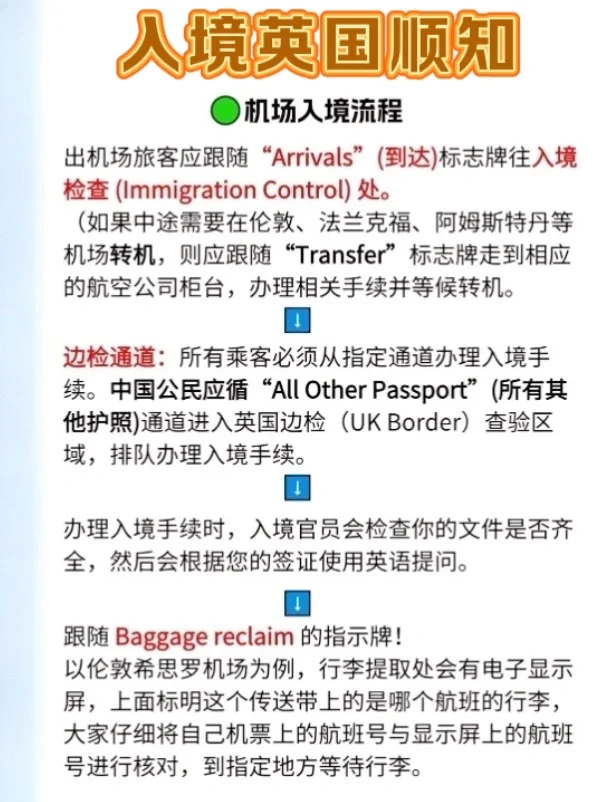 入境英国顺知
机场入境流程
出机场旅客应跟随“Arrivals”(到达)标志牌往入境
检查 (Immigration Control) 处。
（如果中途需要在伦敦、法兰克福、阿姆斯特丹等
机场转机，则应跟随“Transfer”标志牌走到相应
的航空公司柜台，办理相关手续并等候转机。
边检通道：所有乘客必须从指定通道办理入境手
续。中国公民应循“All Other Passport”(所有其
他护照)通道进入英国边检（UK Border）查验区
域，排队办理入境手续。
办理入境手续时，入境官员会检查你的文件是否齐
全，然后会根据您的签证使用英语提问。
跟随 Baggage reclaim 的指示牌！
以伦敦希思罗机场为例，行李提取处会有电子显示
屏，上面标明这个传送带上的是哪个航班的行李，
大家仔细将自己机票上的航班号与显示屏上的航班
号进行核对，到指定地方等待行李。